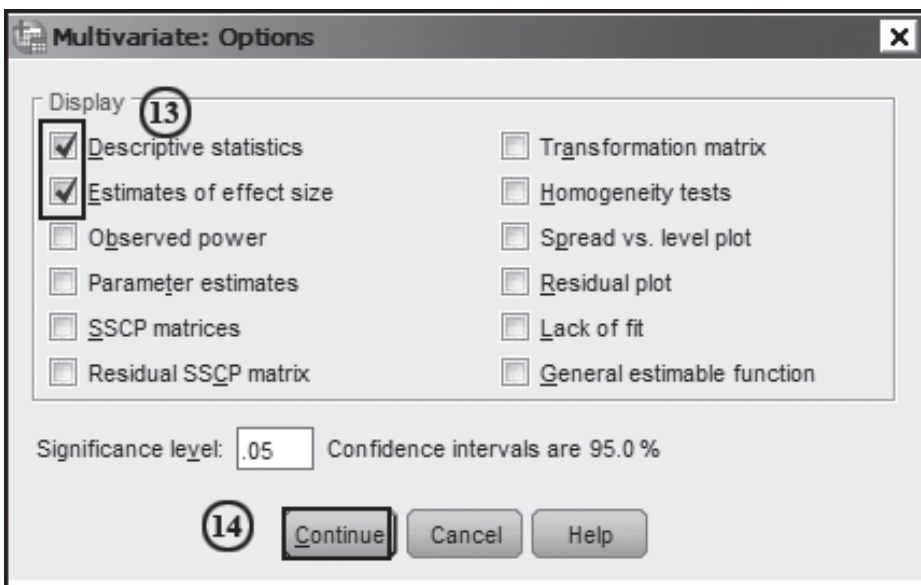 Multivariate: Options
Display 13
Descriptive statistics
Estimates of effect size
Observed power
Parameter estimates
SSCP matrices
Residual SSCP matrix
Transformation matrix
Homogeneity tests
Spread vs. level plot
Residual plot
Lack of fit
General estimable function
Significance level: .05 Confidence intervals are 95.0 %
14 Continue Cancel Help